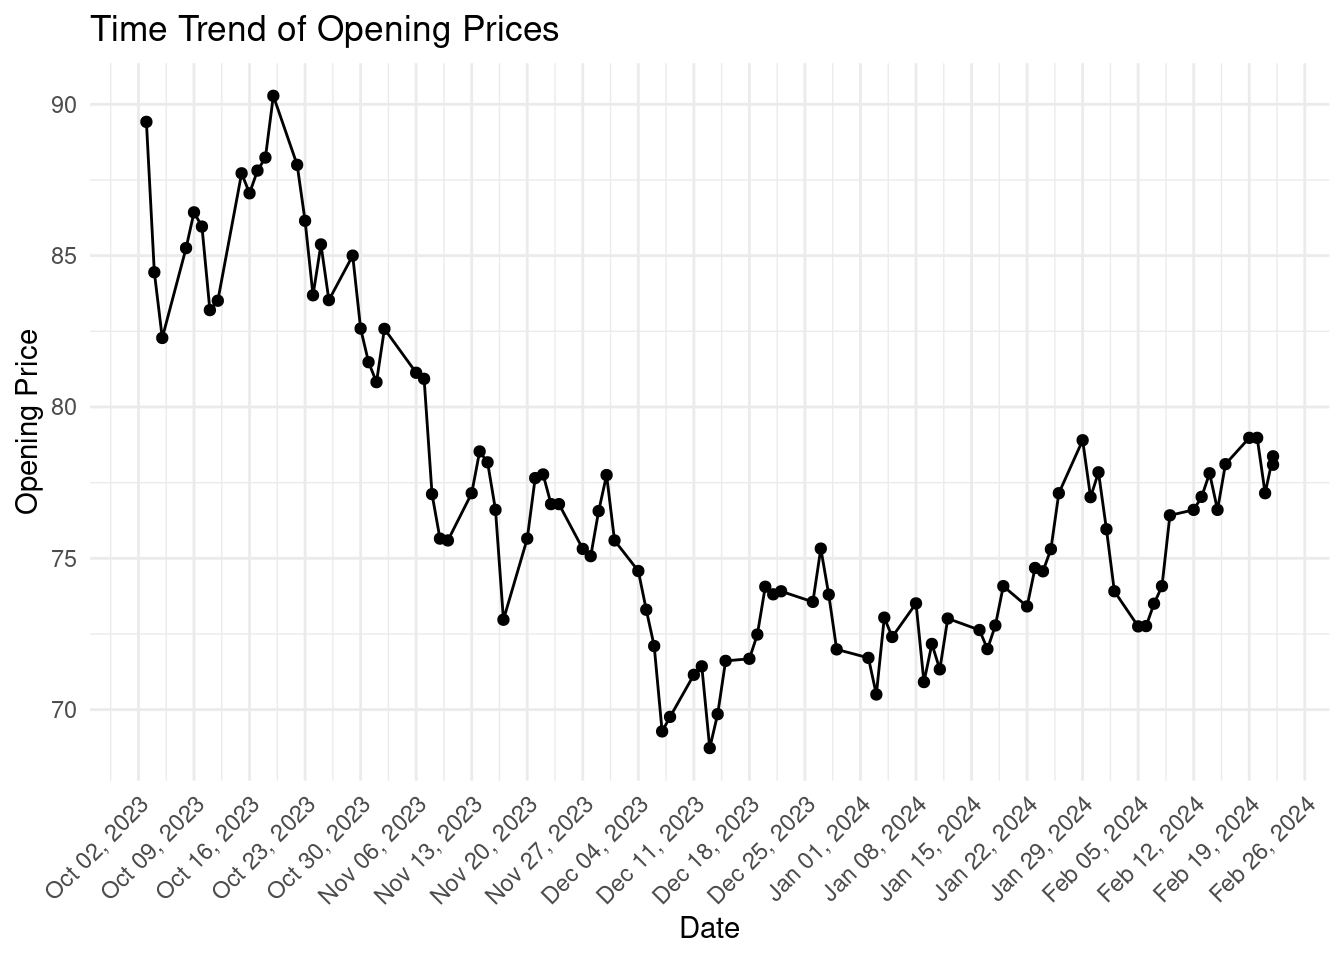 Time Trend of Opening Prices
90
85
80
75
70
Opening Price
Oct 02, 2023
Oct 09, 2023
Oct 16, 2023
Oct 23, 2023
Oct 30, 2023
Nov 06, 2023
Nov 13, 2023
Nov 20, 2023
Nov 27, 2023
Dec 04, 2023
Dec 11, 2023
Dec 18, 2023
Dec 25, 2023
Jan 01, 2024
Jan 08, 2024
Jan 15, 2024
Jan 22, 2024
Jan 29, 2024
Feb 05, 2024
Feb 12, 2024
Feb 19, 2024
Feb 26, 2024
Date